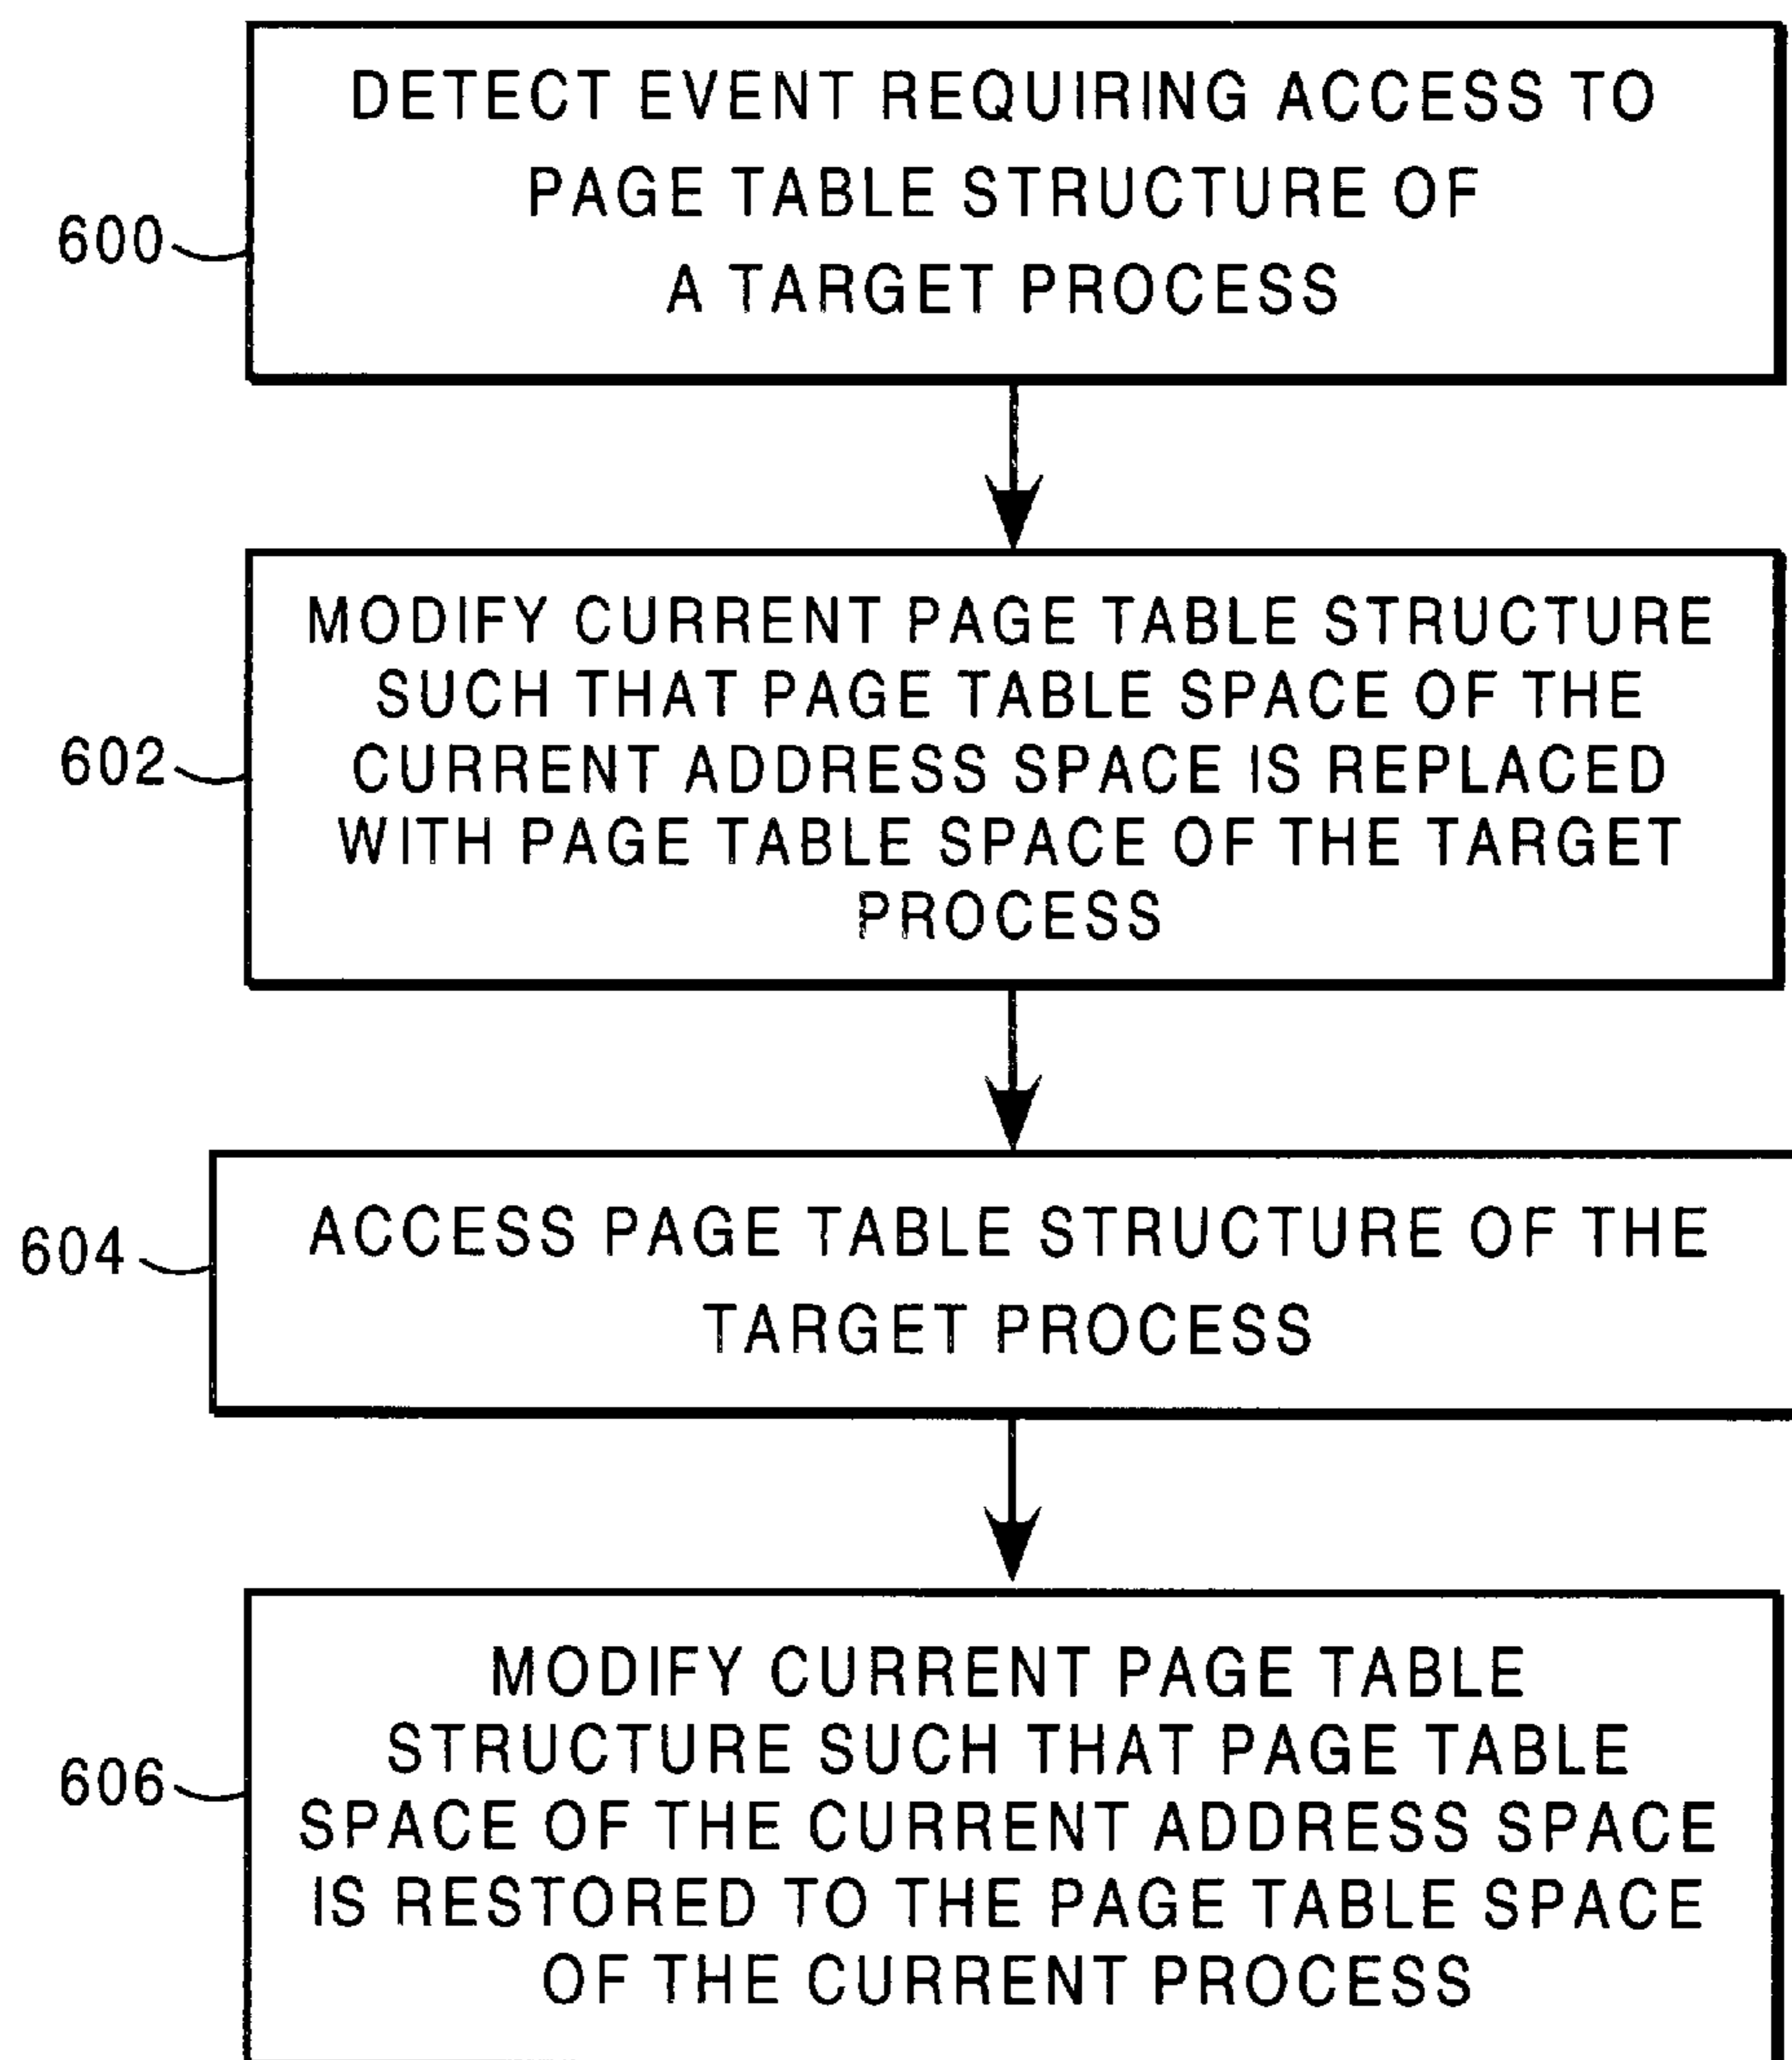 DETECT EVENT REQUIRING ACCESS TO
PAGE TABLE STRUCTURE OF
A TARGET PROCESS
600
MODIFY CURRENT PAGE TABLE STRUCTURE
SUCH THAT PAGE TABLE SPACE OF THE
CURRENT ADDRESS SPACE IS REPLACED
WITH PAGE TABLE SPACE OF THE TARGET
PROCESS
602
ACCESS PAGE TABLE STRUCTURE OF THE
TARGET PROCESS
604
MODIFY CURRENT PAGE TABLE
STRUCTURE SUCH THAT PAGE TABLE
SPACE OF THE CURRENT ADDRESS SPACE
IS RESTORED TO THE PAGE TABLE SPACE
OF THE CURRENT PROCESS
606